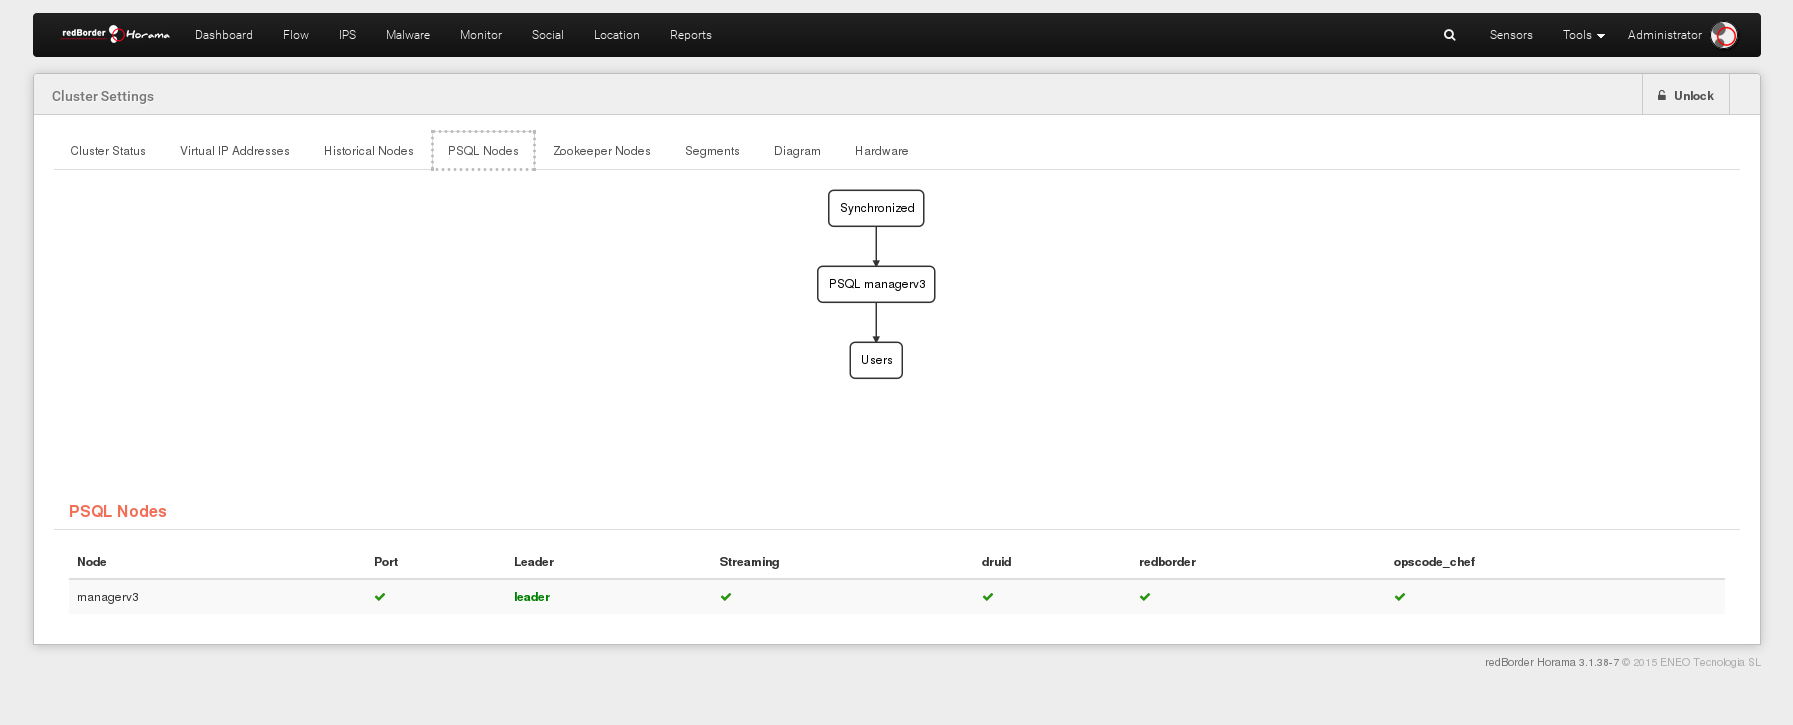 redBorder Horama Dashboard Flow IPS Malware Monitor Social Location Reports Sensors Tools Administrator
Cluster Settings Unlock
Cluster Status Virtual IP Addresses Historical Nodes PSQL Nodes Zookeeper Nodes Segments Diagram Hardware
Synchronized
PSQL managerv3
Users
PSQL Nodes
Node Port Leader Streaming druid redborder opscode_chef
managerv3 leader
redBorder Horama 3.1.38-7 © 2015 ENEO Tecnologia SL